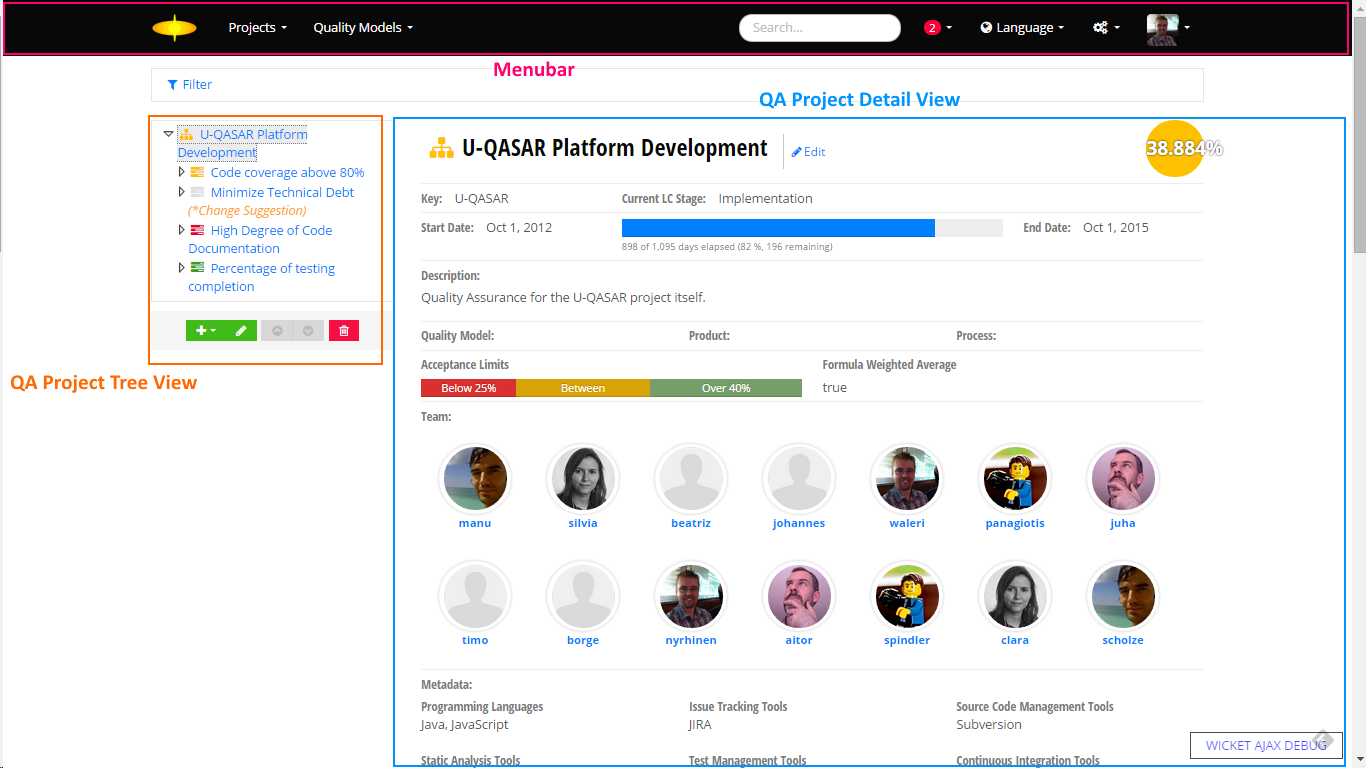 Projects
Quality Models
Search...
2
Language
Menubar
Filter
QA Project Detail View
U-QASAR Platform
Development
Code coverage above 80%
Minimize Technical Debt
(*Change Suggestion)
High Degree of Code
Documentation
Percentage of testing
completion
QA Project Tree View
U-QASAR Platform Development
Edit
38.884%
Key: U-QASAR
Current LC Stage: Implementation
Start Date: Oct 1, 2012
End Date: Oct 1, 2015
898 of 1,095 days elapsed (82 %, 196 remaining)
Description:
Quality Assurance for the U-QASAR project itself.
Quality Model:
Product:
Process:
Acceptance Limits
Formula Weighted Average
Below 25%
Between
Over 40%
true
Team:
manu
silvia
beatriz
johannes
waleri
panagiotis
juha
timo
borge
nyrhinen
aitor
spindler
clara
scholze
Metadata:
Programming Languages
Issue Tracking Tools
Source Code Management Tools
Java, JavaScript
JIRA
Subversion
Static Analysis Tools
Test Management Tools
Continuous Integration Tools
WICKET AJAX DEBUG